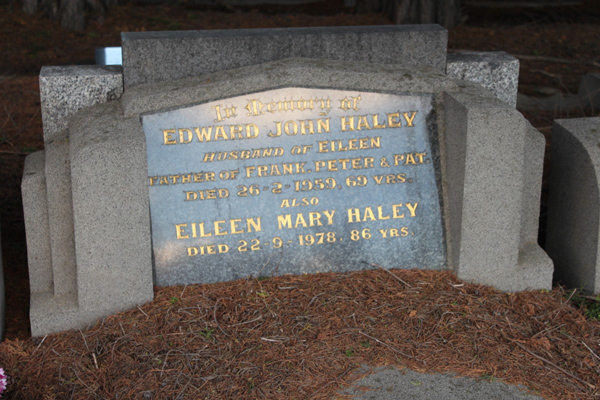 In Memory of
EDWARD JOHN HALEY
HUSBAND OF EILEEN
FATHER OF FRANK, PETER & PAT.
DIED 26-2-1959, 69 YRS.
ALSO
EILEEN MARY HALEY
DIED 22-9-1978 86 YRS